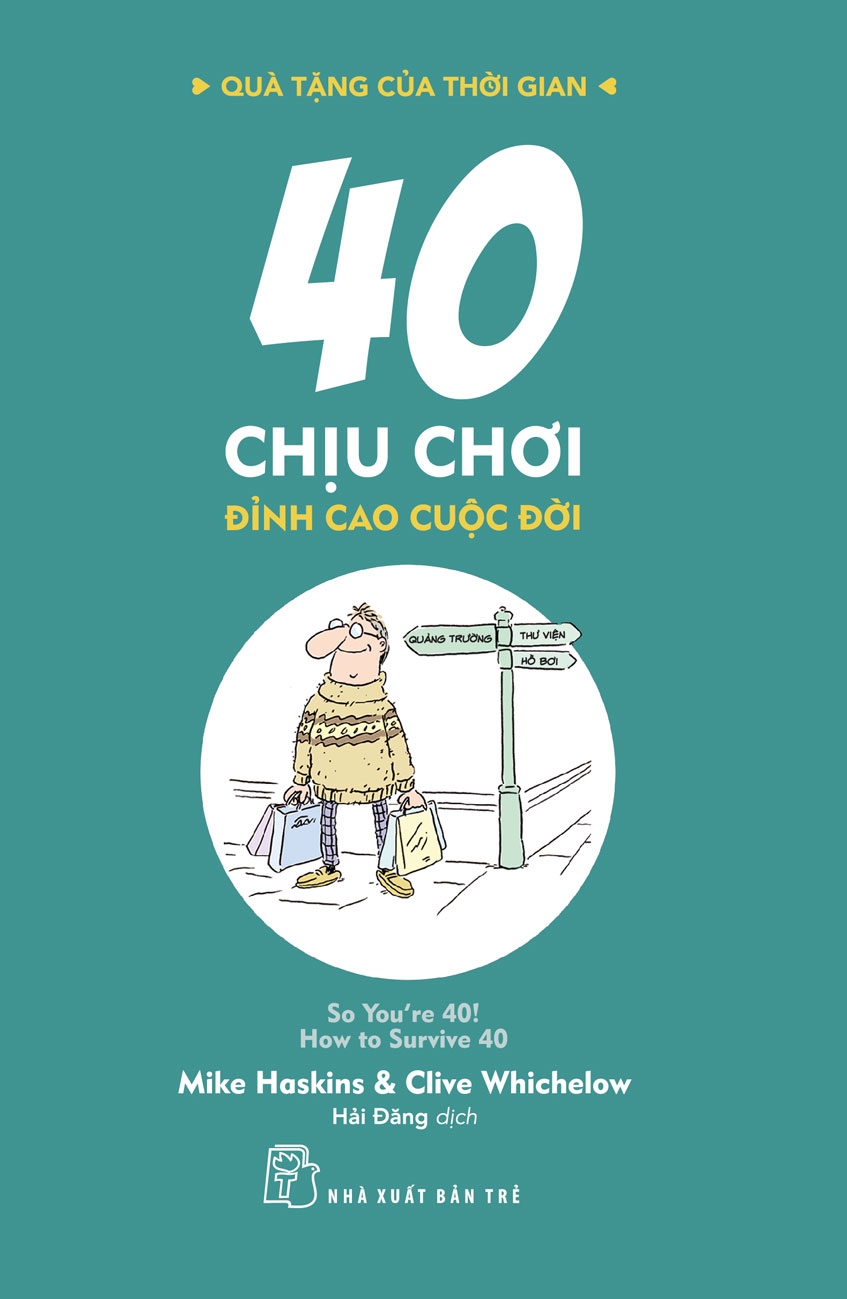 QUÀ TẶNG CỦA THỜI GIAN
40
CHỊU CHƠI
ĐỈNH CAO CUỘC ĐỜI
QUẢNG TRƯỜNG
THƯ VIỆN
HỒ BƠI
So You're 40!
How to Survive 40
Mike Haskins & Clive Whichelow
Hải Đăng dịch
T
NHÀ XUẤT BẢN TRẺ